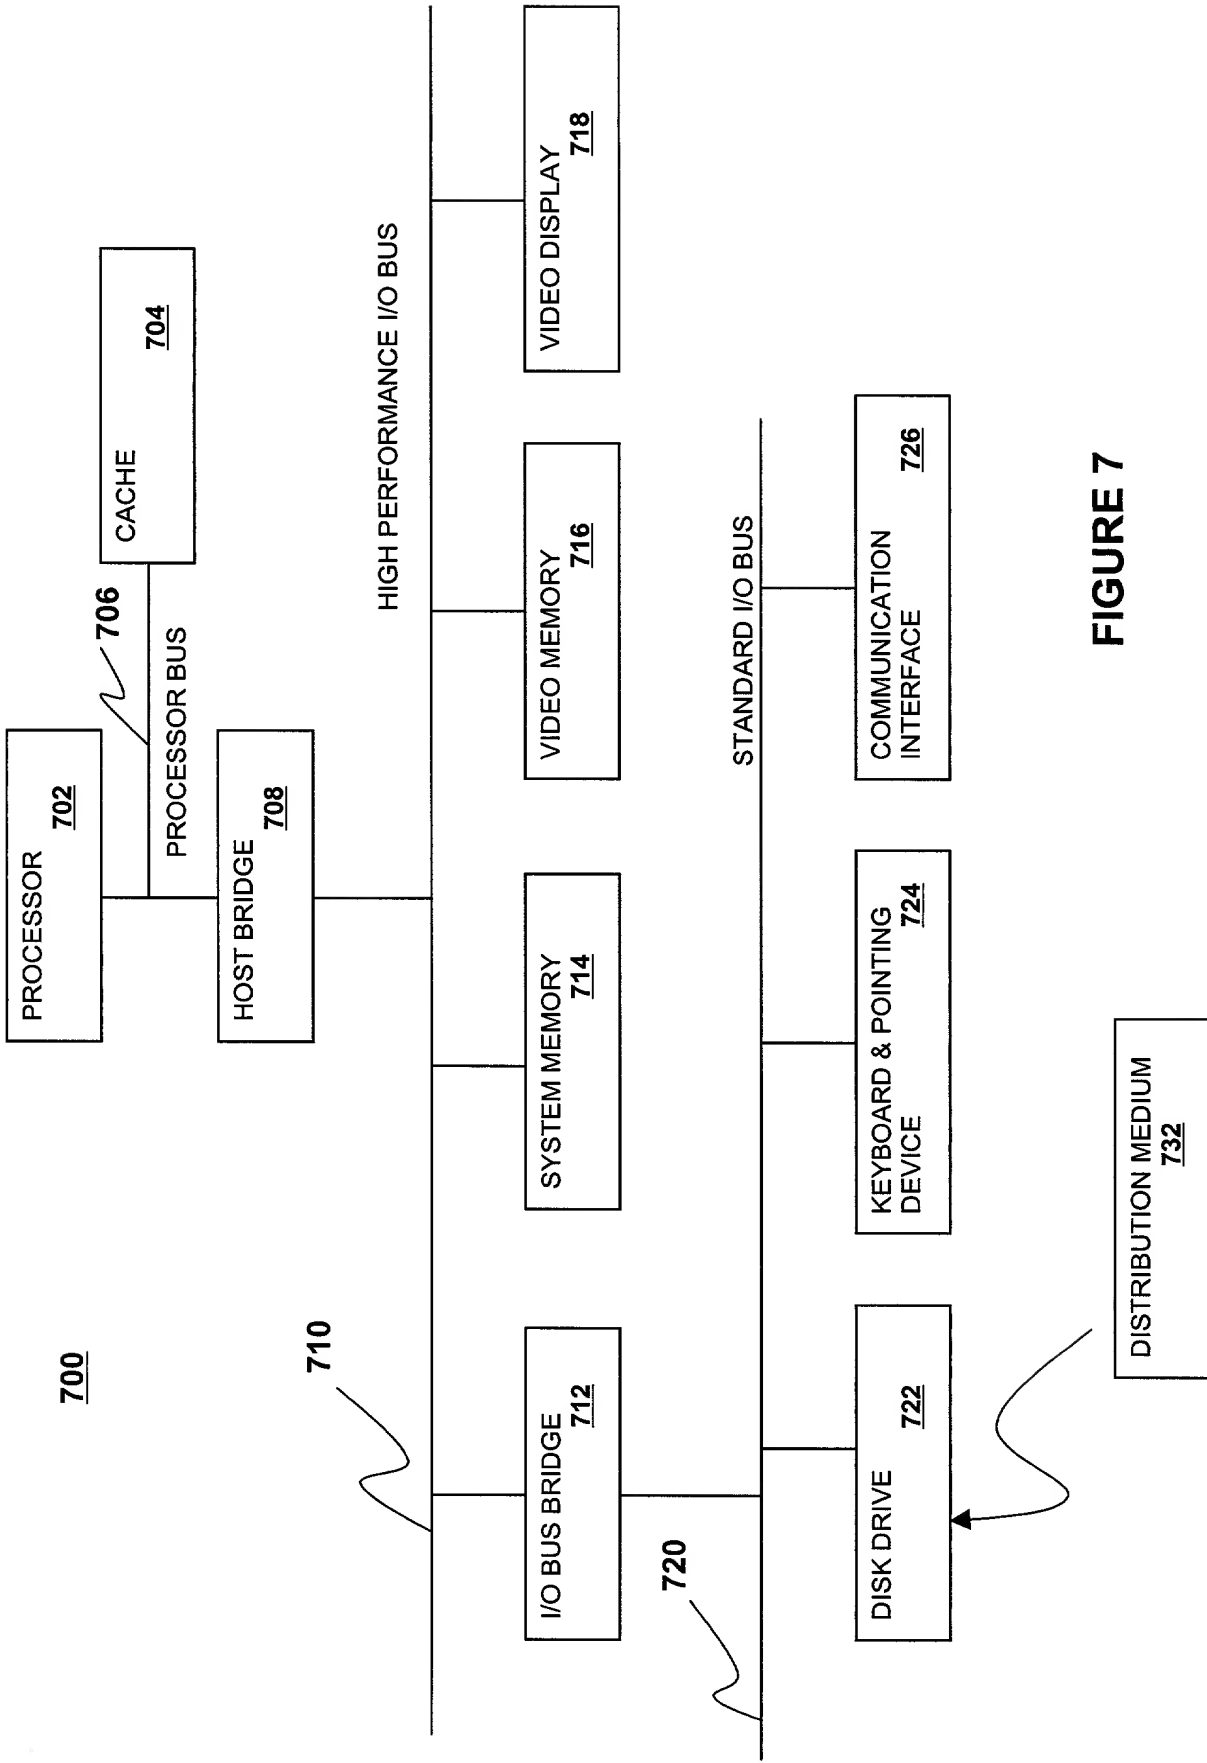 700
PROCESSOR
702
706
CACHE
704
PROCESSOR BUS
HOST BRIDGE
708
710
HIGH PERFORMANCE I/O BUS
I/O BUS BRIDGE
712
SYSTEM MEMORY
714
VIDEO MEMORY
716
VIDEO DISPLAY
718
720
STANDARD I/O BUS
DISK DRIVE
722
KEYBOARD & POINTING
DEVICE
724
COMMUNICATION
INTERFACE
726
DISTRIBUTION MEDIUM
732
FIGURE 7